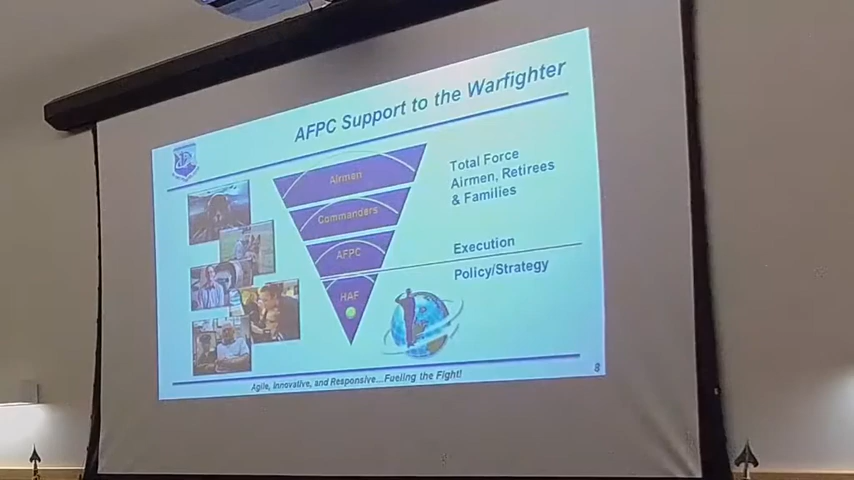 AFPC Support to the Warfighter
Airmen
Commanders
AFPC
HAF
Total Force
Airmen, Retirees
& Families
Execution
Policy/Strategy
Agile, Innovative, and Responsive...Fueling the Fight!
8